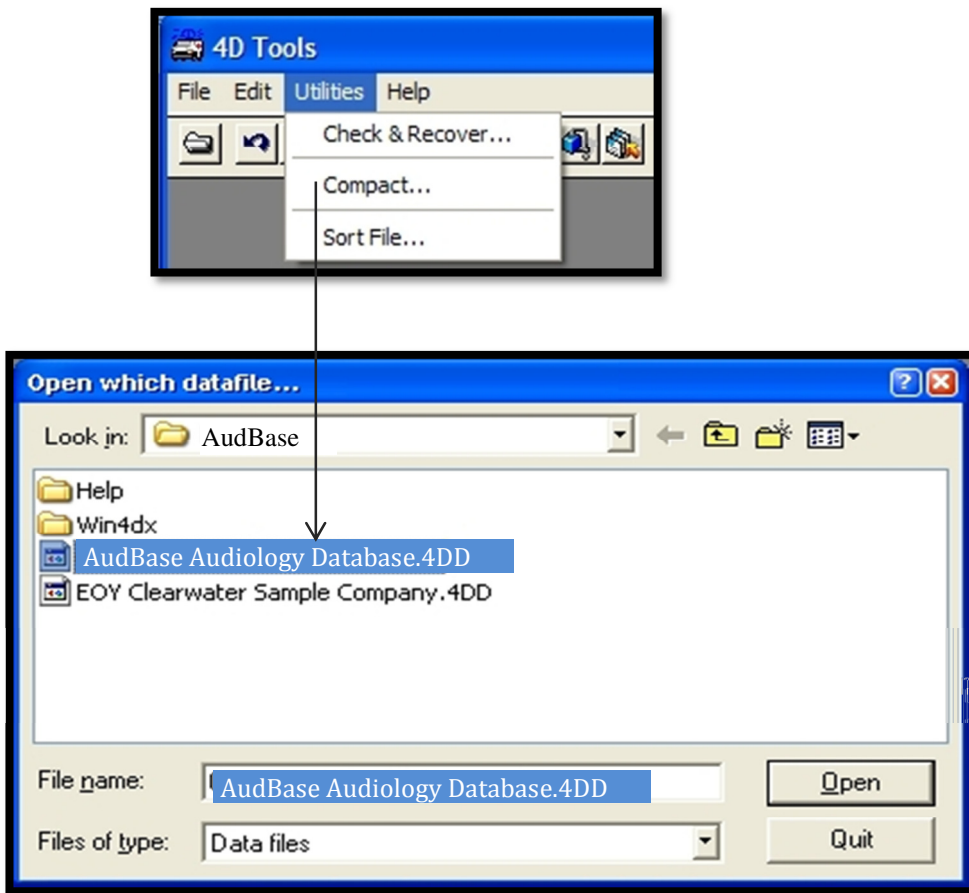 4D Tools
File Edit Utilities Help
Check & Recover...
Compact...
Sort File...
Open which datafile...
Look in: AudBase
Help
Win4dx
AudBase Audiology Database.4DD
EOY Clearwater Sample Company.4DD
File name: AudBase Audiology Database.4DD Open
Files of type: Data files Quit